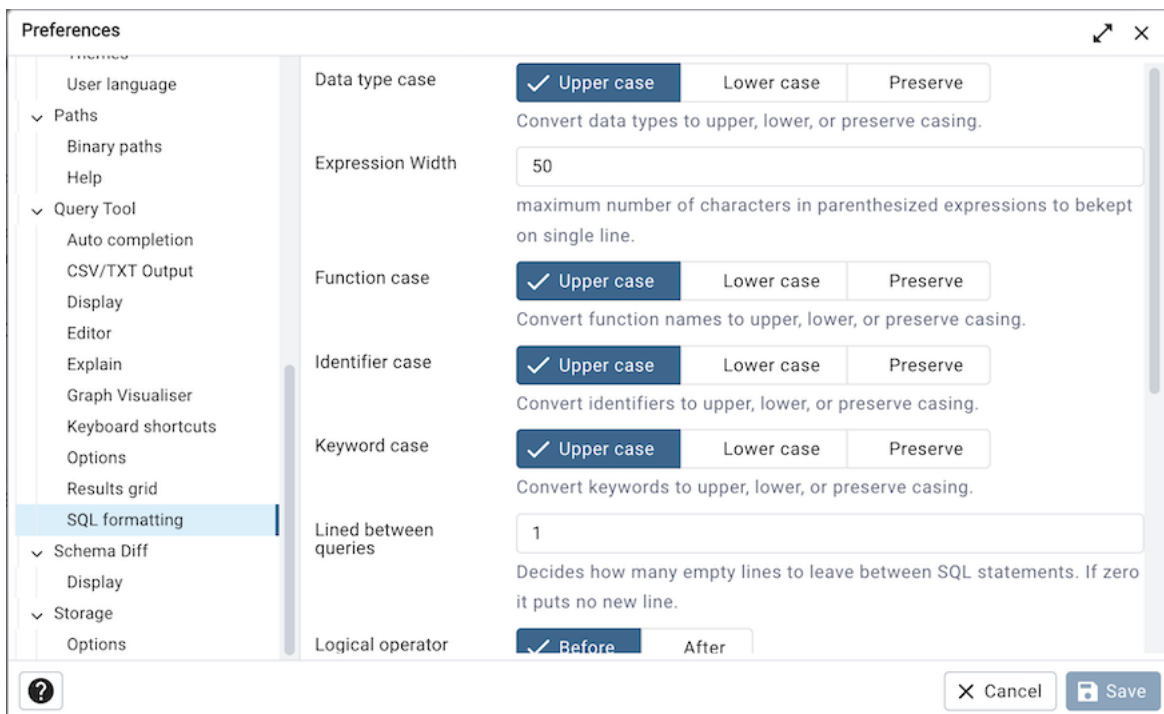 Preferences
Themes
User language
Paths
Binary paths
Help
Query Tool
Auto completion
CSV/TXT Output
Display
Editor
Explain
Graph Visualiser
Keyboard shortcuts
Options
Results grid
SQL formatting
Schema Diff
Display
Storage
Options
Data type case
Upper case Lower case Preserve
Convert data types to upper, lower, or preserve casing.
Expression Width
50
maximum number of characters in parenthesized expressions to bekept
on single line.
Function case
Upper case Lower case Preserve
Convert function names to upper, lower, or preserve casing.
Identifier case
Upper case Lower case Preserve
Convert identifiers to upper, lower, or preserve casing.
Keyword case
Upper case Lower case Preserve
Convert keywords to upper, lower, or preserve casing.
Lined between
queries
1
Decides how many empty lines to leave between SQL statements. If zero
it puts no new line.
Logical operator
Before After
Cancel Save